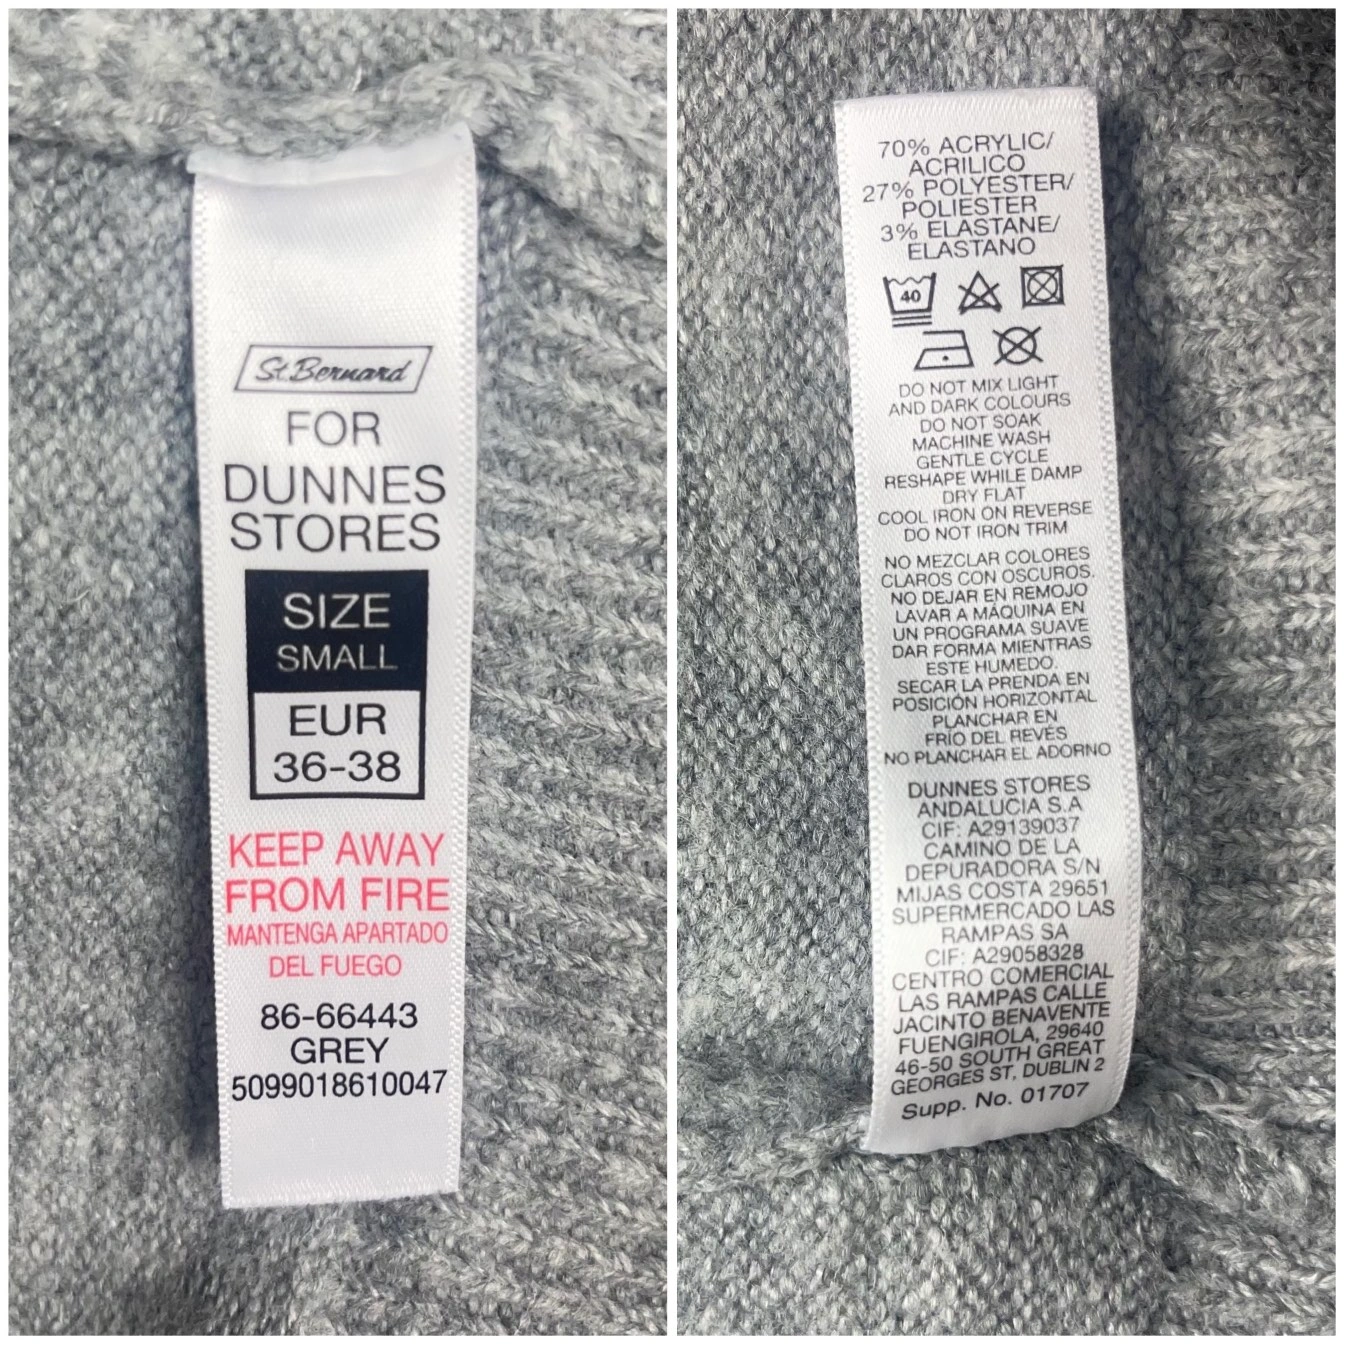 St.Bernard
FOR
DUNNES
STORES
SIZE
SMALL
EUR
36-38
KEEP AWAY
FROM FIRE
MANTENGA APARTADO
DEL FUEGO
86-66443
GREY
5099018610047
70% ACRYLIC/
ACRILICO
27% POLYESTER/
POLIESTER
3% ELASTANE/
ELASTANO
40
DO NOT MIX LIGHT
AND DARK COLOURS
DO NOT SOAK
MACHINE WASH
GENTLE CYCLE
RESHAPE WHILE DAMP
DRY FLAT
COOL IRON ON REVERSE
DO NOT IRON TRIM
NO MEZCLAR COLORES
CLAROS CON OSCUROS.
NO DEJAR EN REMOJO
LAVAR A MÁQUINA EN
UN PROGRAMA SUAVE
DAR FORMA MIENTRAS
ESTE HUMEDO.
SECAR LA PRENDA EN
POSICIÓN HORIZONTAL
PLANCHAR EN
FRÍO DEL REVÉS
NO PLANCHAR EL ADORNO
DUNNES STORES
ANDALUCIA S.A
CIF: A29139037
CAMINO DE LA
DEPURADORA S/N
MIJAS COSTA 29651
SUPERMERCADO LAS
RAMPAS SA
CIF: A29058328
CENTRO COMERCIAL
LAS RAMPAS CALLE
JACINTO BENAVENTE
FUENGIROLA, 29640
46-50 SOUTH GREAT
GEORGES ST, DUBLIN 2
Supp. No. 01707